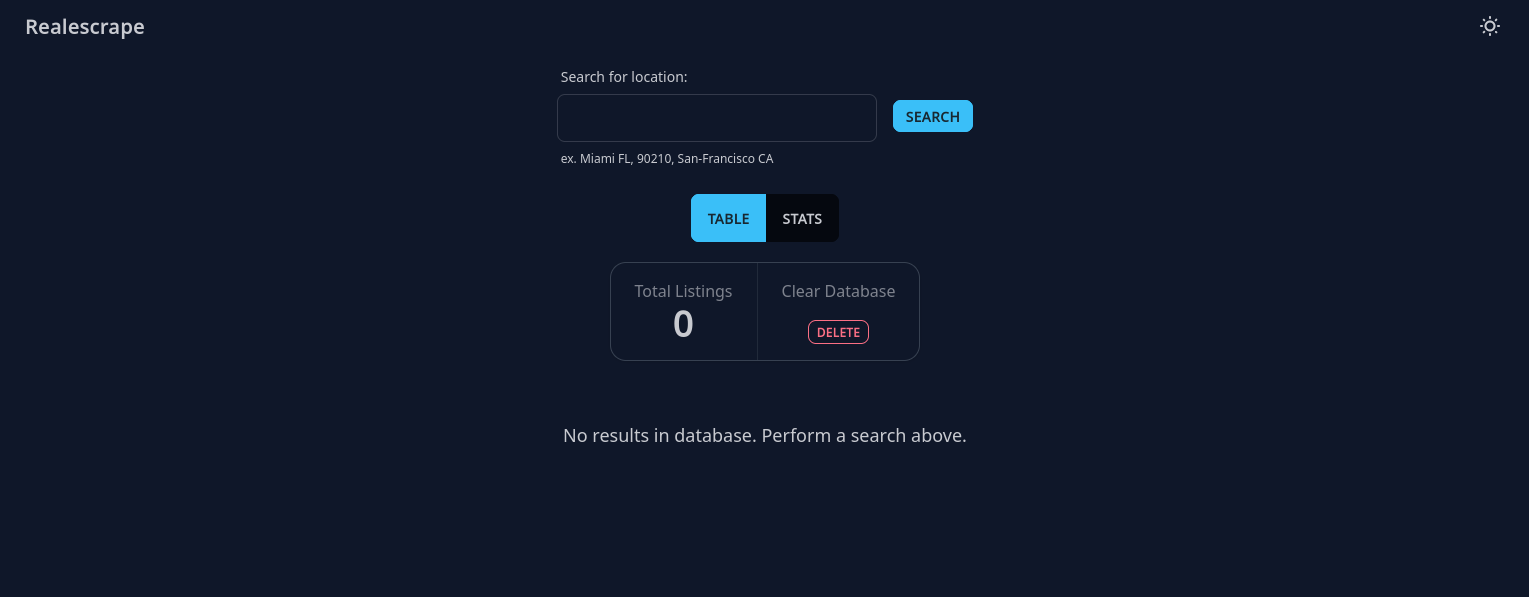 Realescrape
Search for location:
SEARCH
ex. Miami FL, 90210, San-Francisco CA
TABLE STATS
Total Listings Clear Database
0
DELETE
No results in database. Perform a search above.